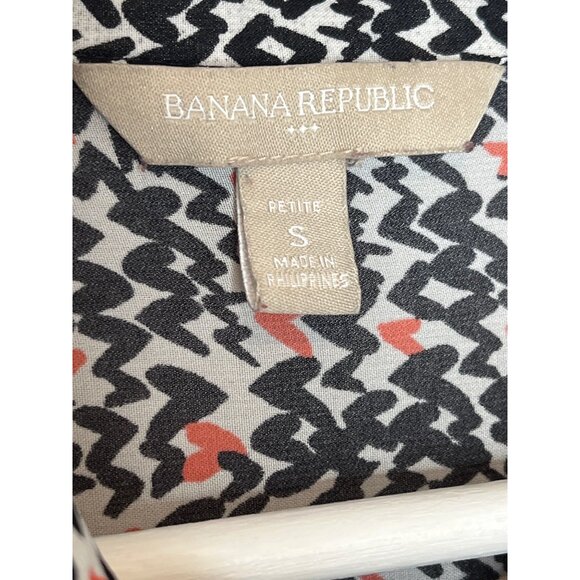 BANANA REPUBLIC
PETITE
S
MADE IN
PHILIPPINES